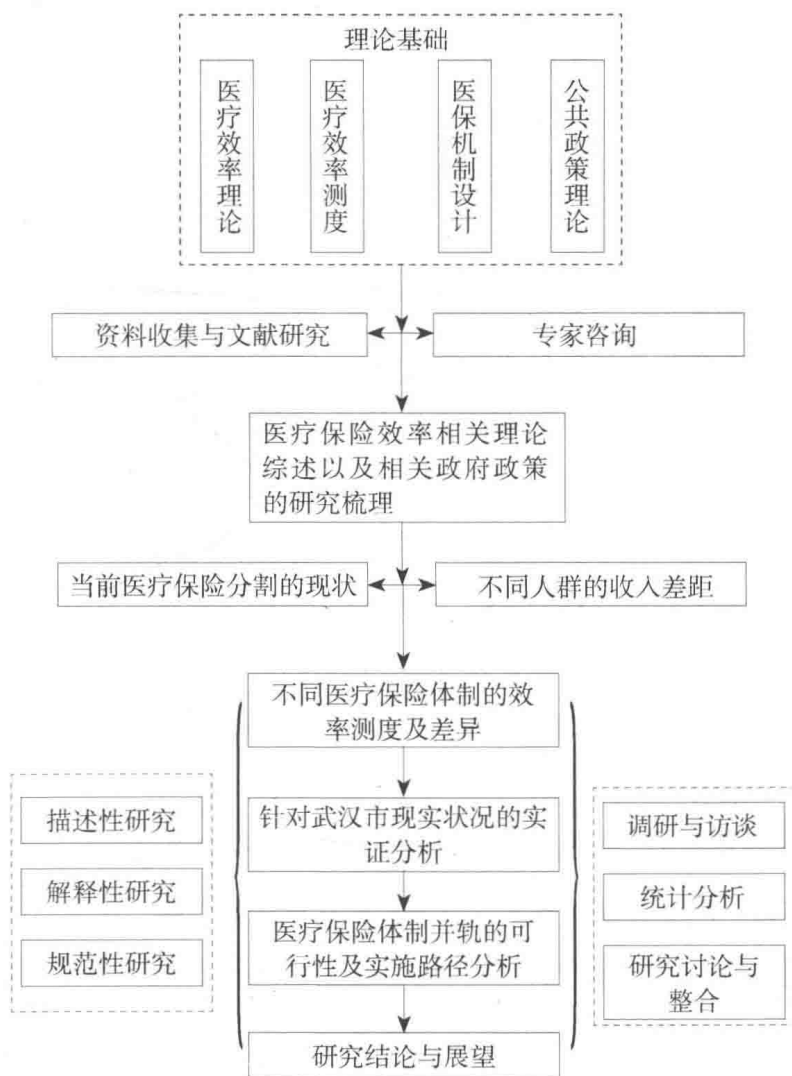 理论基础
医疗效率理论
医疗效率测度
医保机制设计
公共政策理论
资料收集与文献研究
专家咨询
医疗保险效率相关理论
综述以及相关政府政策
的研究梳理
当前医疗保险分割的现状
不同人群的收入差距
不同医疗保险体制的效
率测度及差异
针对武汉市现实状况的实
证分析
医疗保险体制并轨的可
行性及实施路径分析
研究结论与展望
描述性研究
解释性研究
规范性研究
调研与访谈
统计分析
研究讨论与
整合